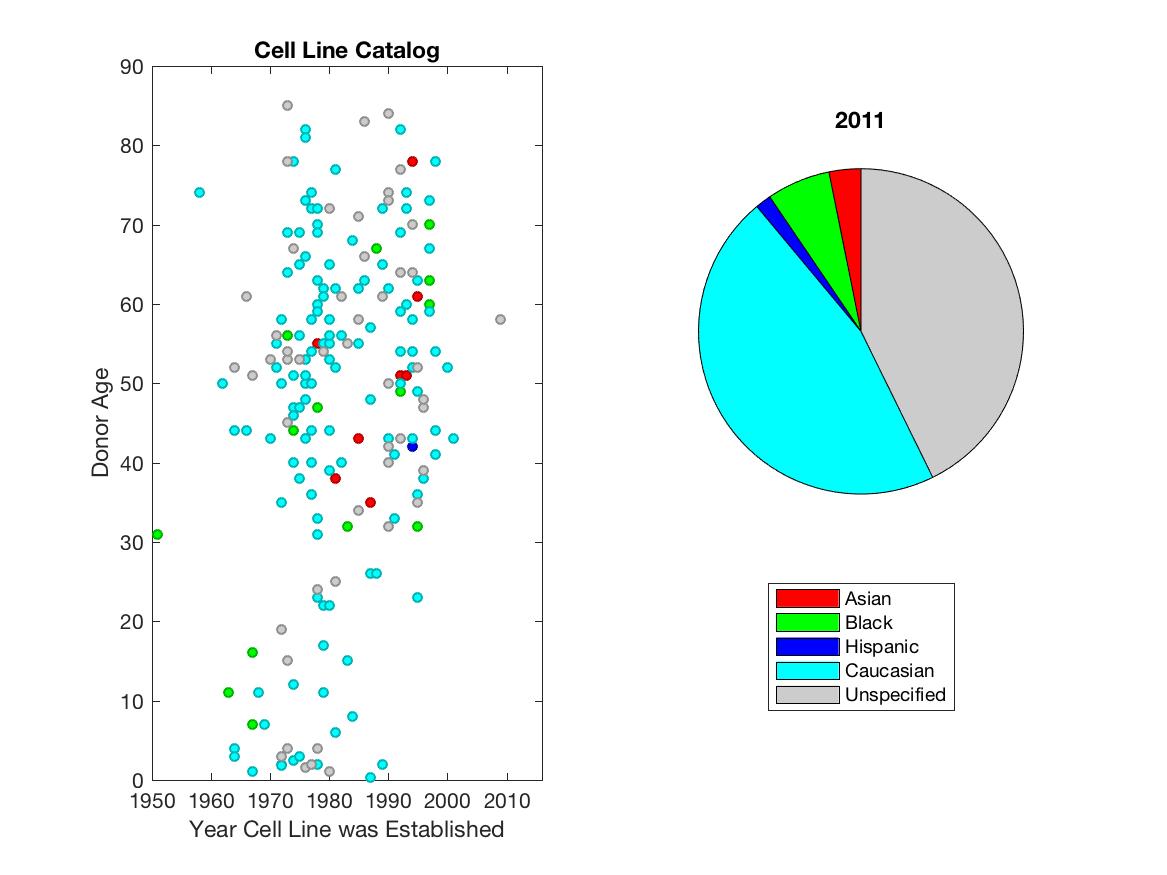 Cell Line Catalog
90
80
70
60
50
40
30
20
10
0
Donor Age
1950 1960 1970 1980 1990 2000 2010
Year Cell Line was Established
2011
Asian
Black
Hispanic
Caucasian
Unspecified